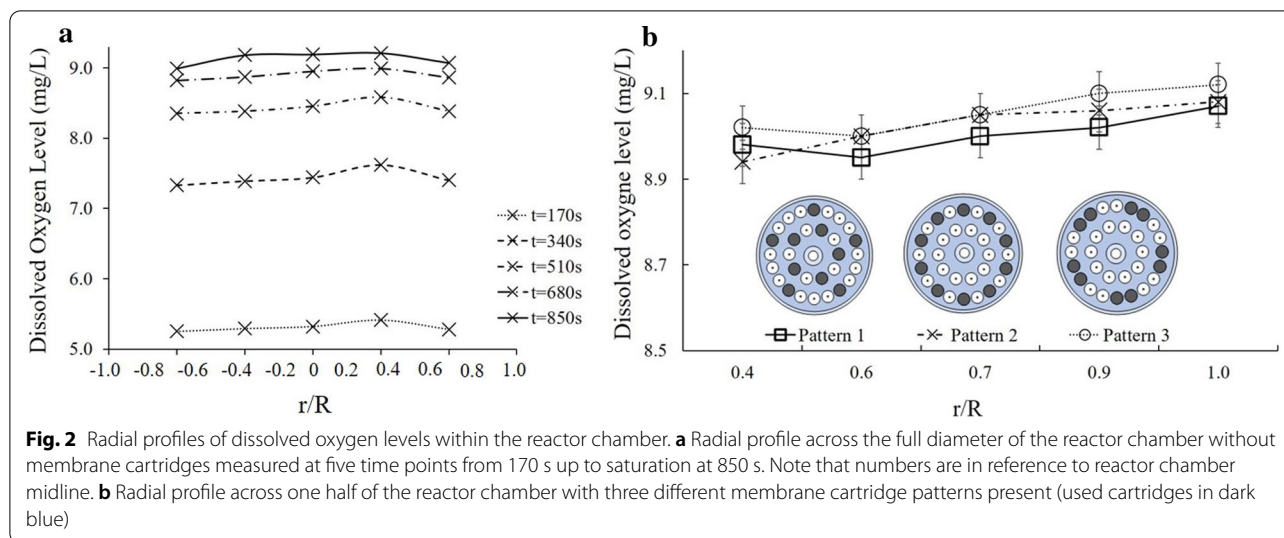 a
Dissolved Oxygen Level (mg/L)
9.0
8.0
7.0
6.0
5.0
-1.0 -0.8 -0.6 -0.4 -0.2 0 0.2 0.4 0.6 0.8 1.0
r/R
t=170s
t=340s
t=510s
t=680s
t=850s
b
Dissolved oxygne level (mg/L)
9.1
8.9
8.7
8.5
0.4 0.6 0.7 0.9 1.0
r/R
Pattern 1 Pattern 2 Pattern 3
Fig. 2 Radial profiles of dissolved oxygen levels within the reactor chamber. a Radial profile across the full diameter of the reactor chamber without
membrane cartridges measured at five time points from 170 s up to saturation at 850 s. Note that numbers are in reference to reactor chamber
midline. b Radial profile across one half of the reactor chamber with three different membrane cartridge patterns present (used cartridges in dark
blue)